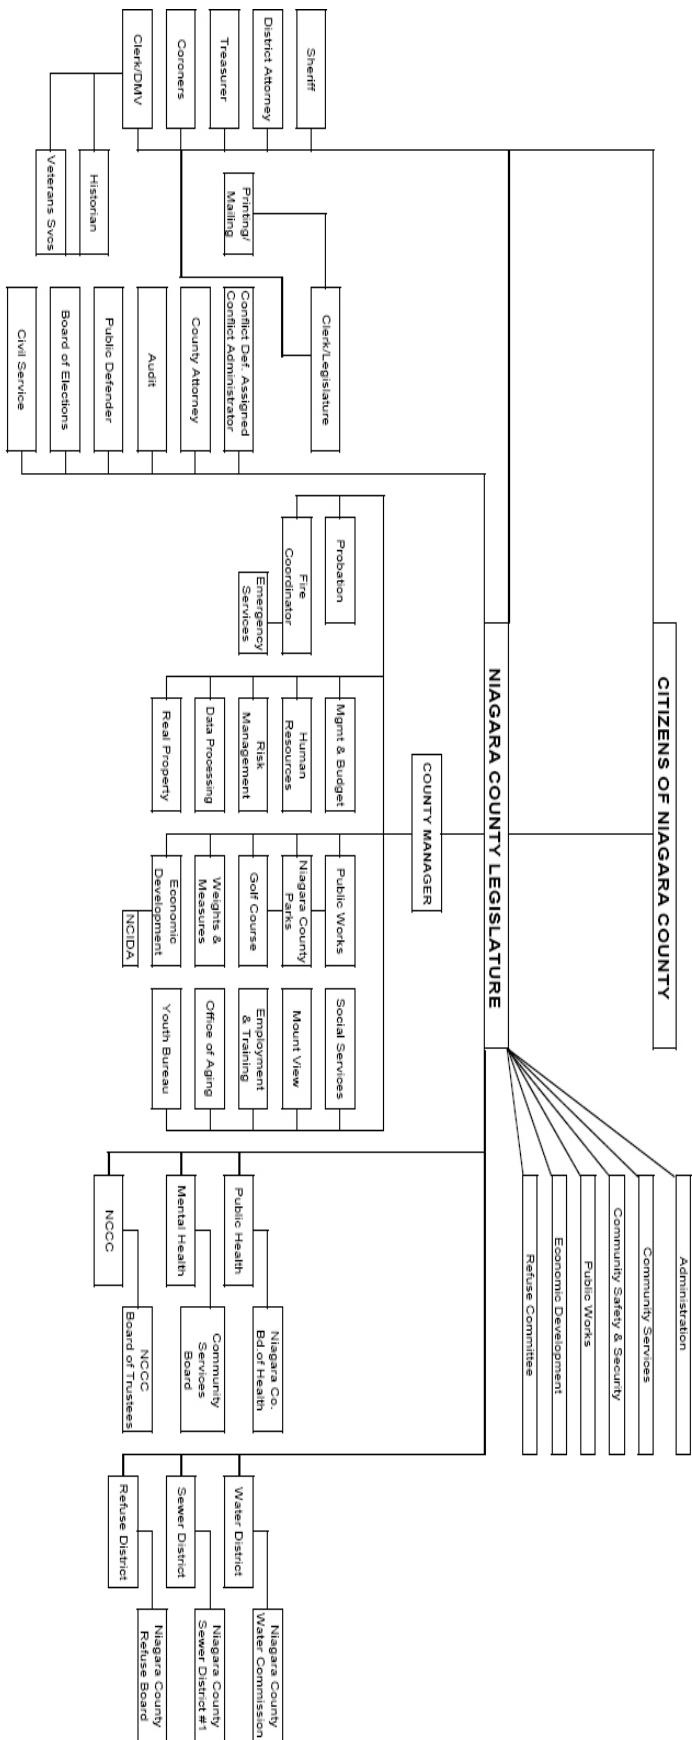 CITIZENS OF NIAGARA COUNTY
Administration
Community Services
Community Safety & Security
Public Works
Economic Development
Refuse Committee
NIAGARA COUNTY LEGISLATURE
COUNTY MANAGER
Sheriff
District Attorney
Treasurer
Coroners
Clerk/DMV
Historian
Veterans Svcs
Printing/
Mailing
Clerk/Legislature
Conflict Def. Assigned
Conflict Administrator
County Attorney
Audit
Public Defender
Board of Elections
Civil Service
Probation
Fire
Coordinator
Emergency
Services
Mgmt & Budget
Human
Resources
Risk
Management
Data Processing
Real Property
Public Works
Niagara County
Parks
Golf Course
Weights &
Measures
Economic
Development
NCIDA
Social Services
Mount View
Employment
& Training
Office of Aging
Youth Bureau
Public Health
Niagara Co.
Bd.of Health
Mental Health
Community
Services
Board
NCCC
NCCC
Board of Trustees
Water District
Niagara County
Water Commission
Sewer District
Niagara County
Sewer District #1
Refuse District
Niagara County
Refuse Board